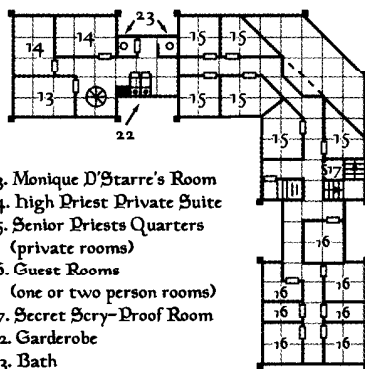 23
14 14 15 15
13 15 15
22
15 15
S17
3. Monique D'Starre's Room
4. High Priest Private Suite
5. Senior Priests Quarters
(private rooms)
6. Guest Rooms
(one or two person rooms)
7. Secret Scry-Proof Room
2. Garderobe
3. Bath
16
16 16
16 16
16 16